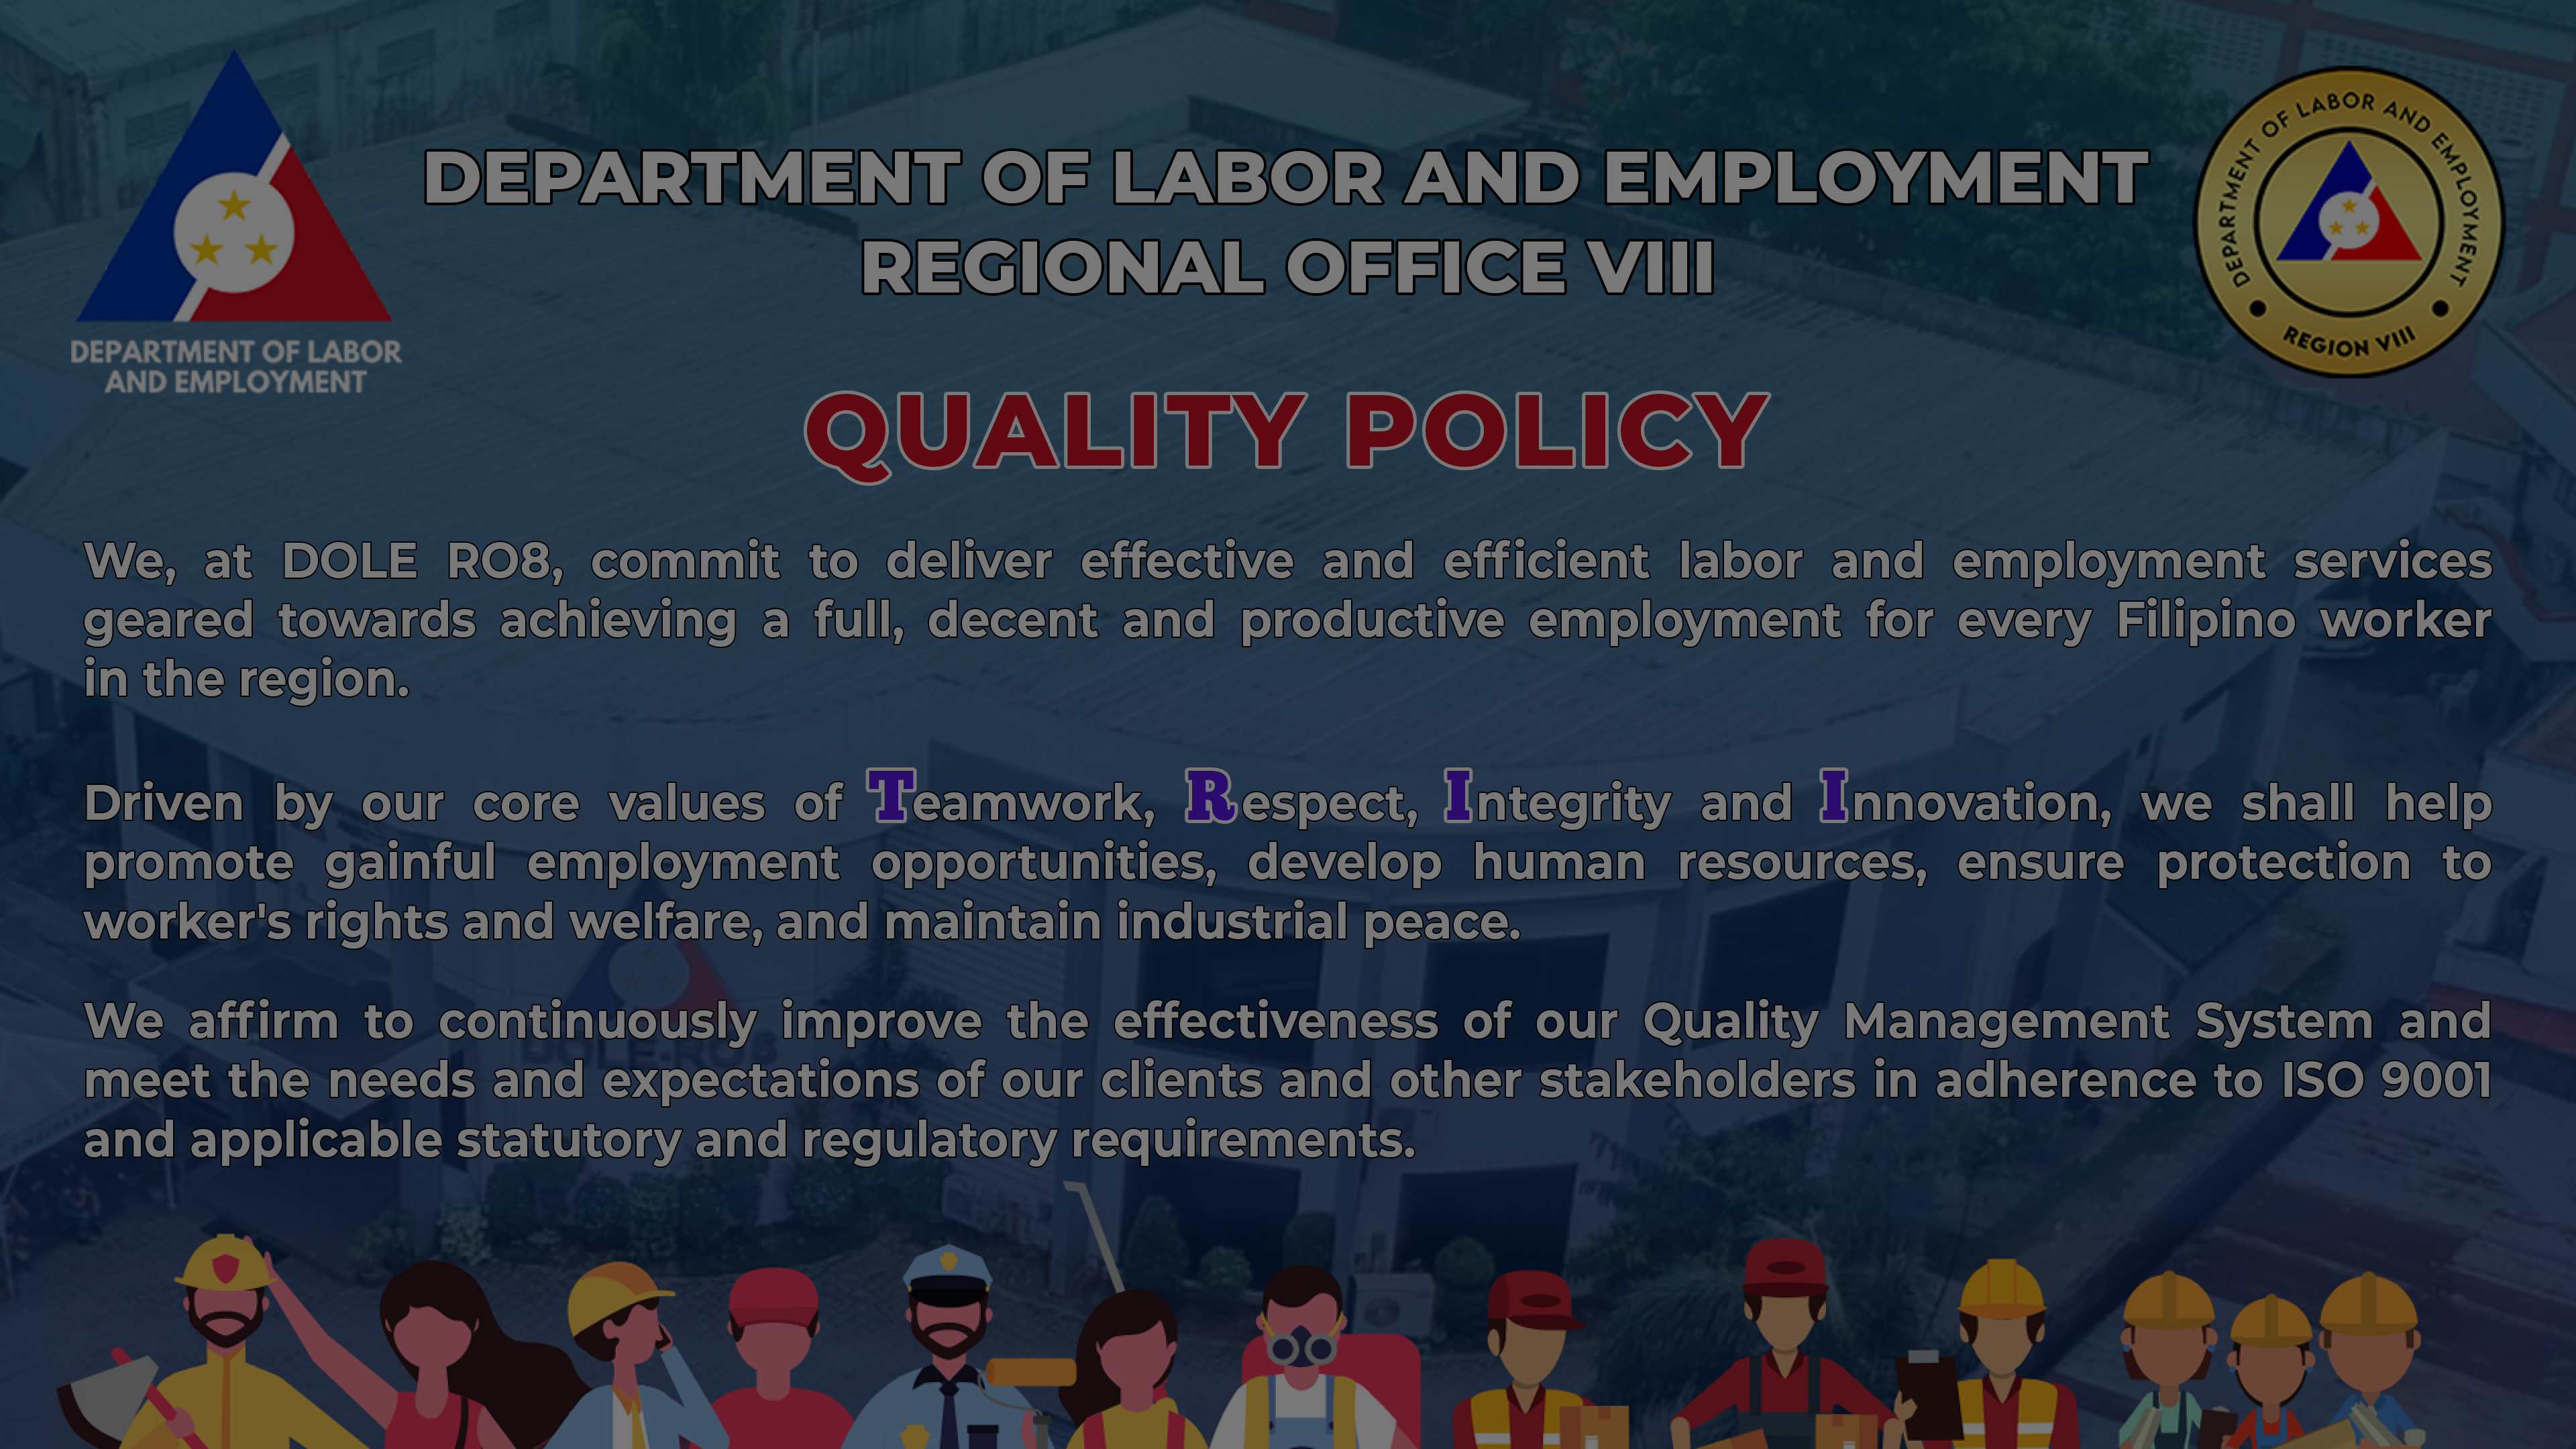 DEPARTMENT OF LABOR AND EMPLOYMENT
REGIONAL OFFICE VIII
DEPARTMENT OF LABOR
AND EMPLOYMENT
DEPARTMENT OF LABOR AND EMPLOYMENT
REGION VIII
QUALITY POLICY
We, at DOLE RO8, commit to deliver effective and efficient labor and employment services
geared towards achieving a full, decent and productive employment for every Filipino worker
in the region.
Driven by our core values of Teamwork, Respect, Integrity and Innovation, we shall help
promote gainful employment opportunities, develop human resources, ensure protection to
worker's rights and welfare, and maintain industrial peace.
We affirm to continuously improve the effectiveness of our Quality Management System and
meet the needs and expectations of our clients and other stakeholders in adherence to ISO 9001
and applicable statutory and regulatory requirements.